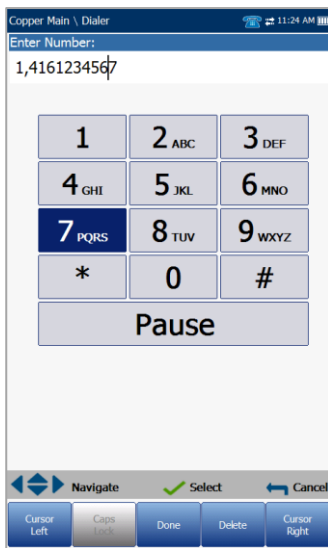 Copper Main \ Dialer 11:24 AM
Enter Number:
1,4161234567
1 2 ABC 3 DEF
4 GHI 5 JKL 6 MNO
7 PQRS 8 TUV 9 WXYZ
* 0 #
Pause
Navigate Select Cancel
Cursor Left Caps Lock Done Delete Cursor Right